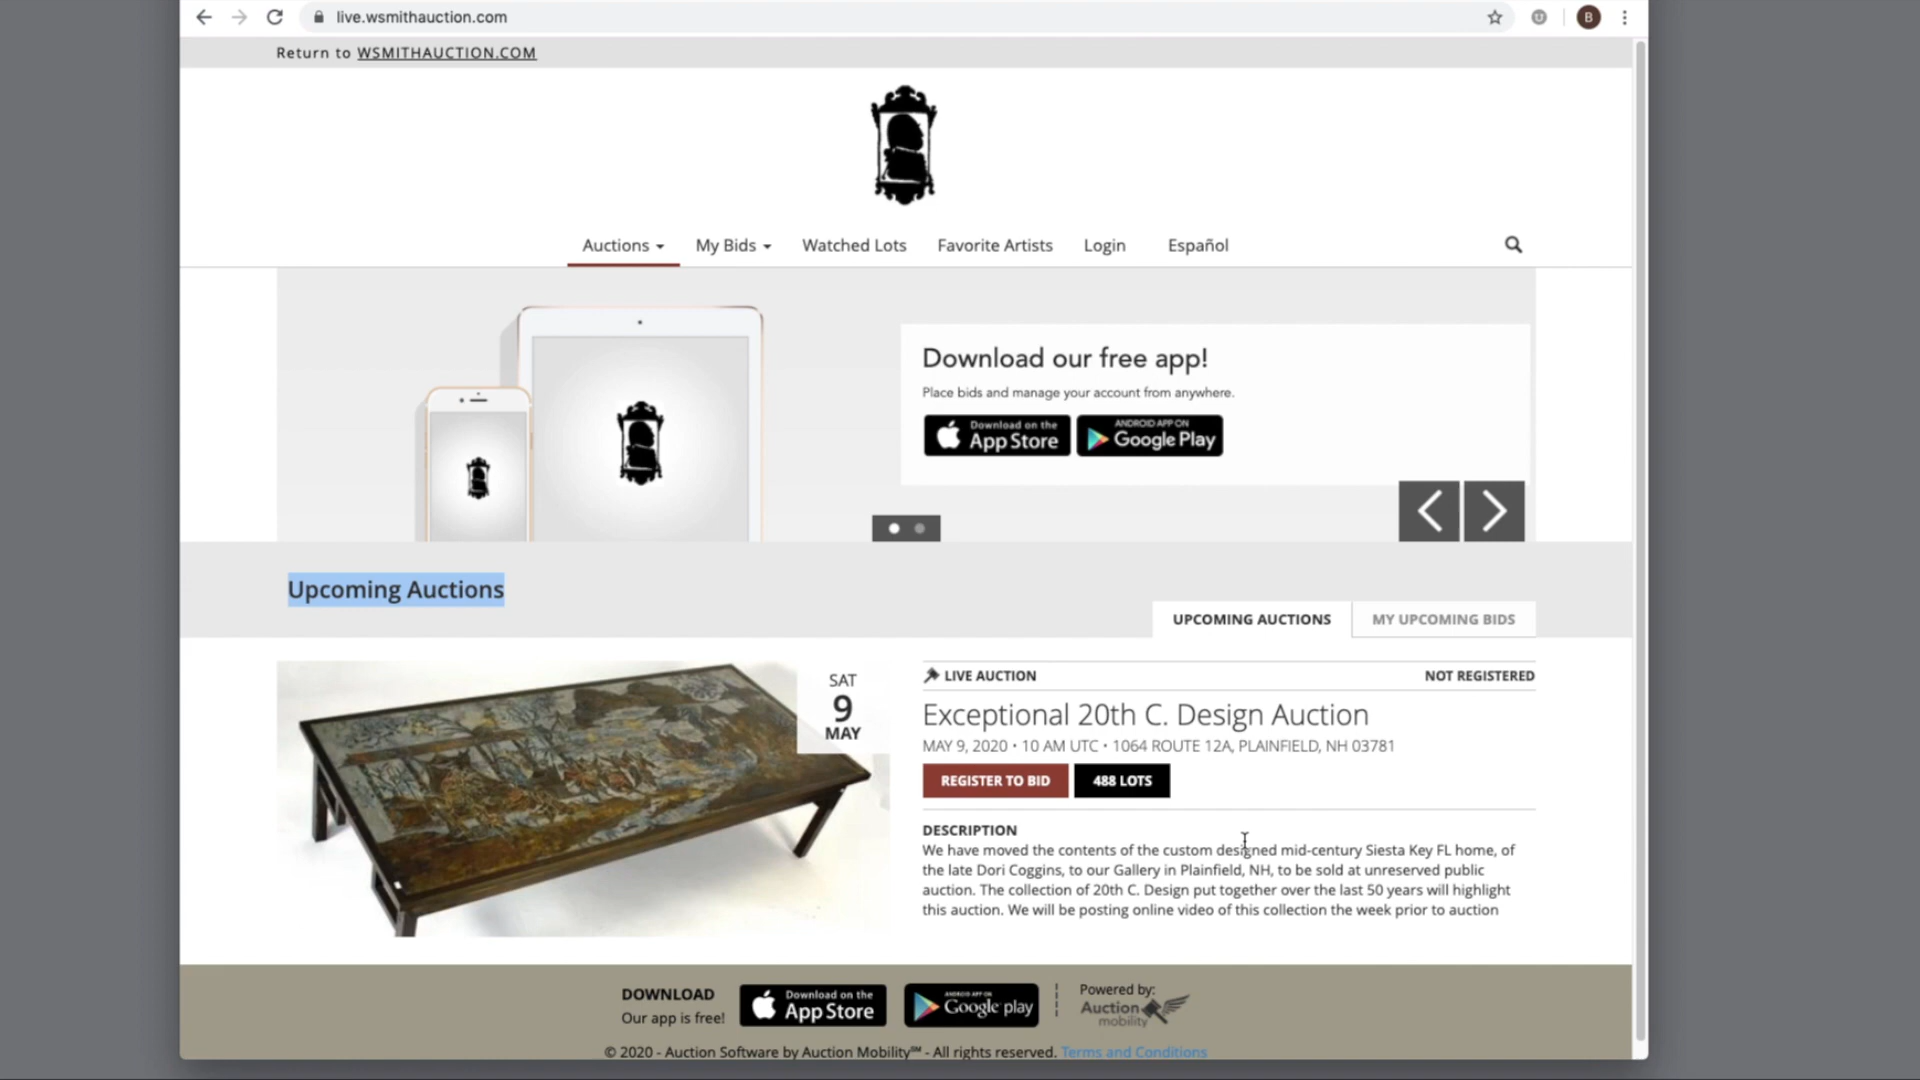 live.wsmithauction.com
B
Return to WSMITHAUCTION.COM
Auctions My Bids Watched Lots Favorite Artists Login Español
Download our free app!
Place bids and manage your account from anywhere.
Download on the App Store
ANDROID APP ON Google Play
Upcoming Auctions
UPCOMING AUCTIONS MY UPCOMING BIDS
SAT
9
MAY
LIVE AUCTION NOT REGISTERED
Exceptional 20th C. Design Auction
MAY 9, 2020 • 10 AM UTC • 1064 ROUTE 12A, PLAINFIELD, NH 03781
REGISTER TO BID 488 LOTS
DESCRIPTION
We have moved the contents of the custom designed mid-century Siesta Key FL home, of
the late Dori Coggins, to our Gallery in Plainfield, NH, to be sold at unreserved public
auction. The collection of 20th C. Design put together over the last 50 years will highlight
this auction. We will be posting online video of this collection the week prior to auction
DOWNLOAD
Our app is free!
Download on the App Store
ANDROID APP ON Google play
Powered by:
Auction
mobility
© 2020 - Auction Software by Auction Mobility℠ - All rights reserved. Terms and Conditions